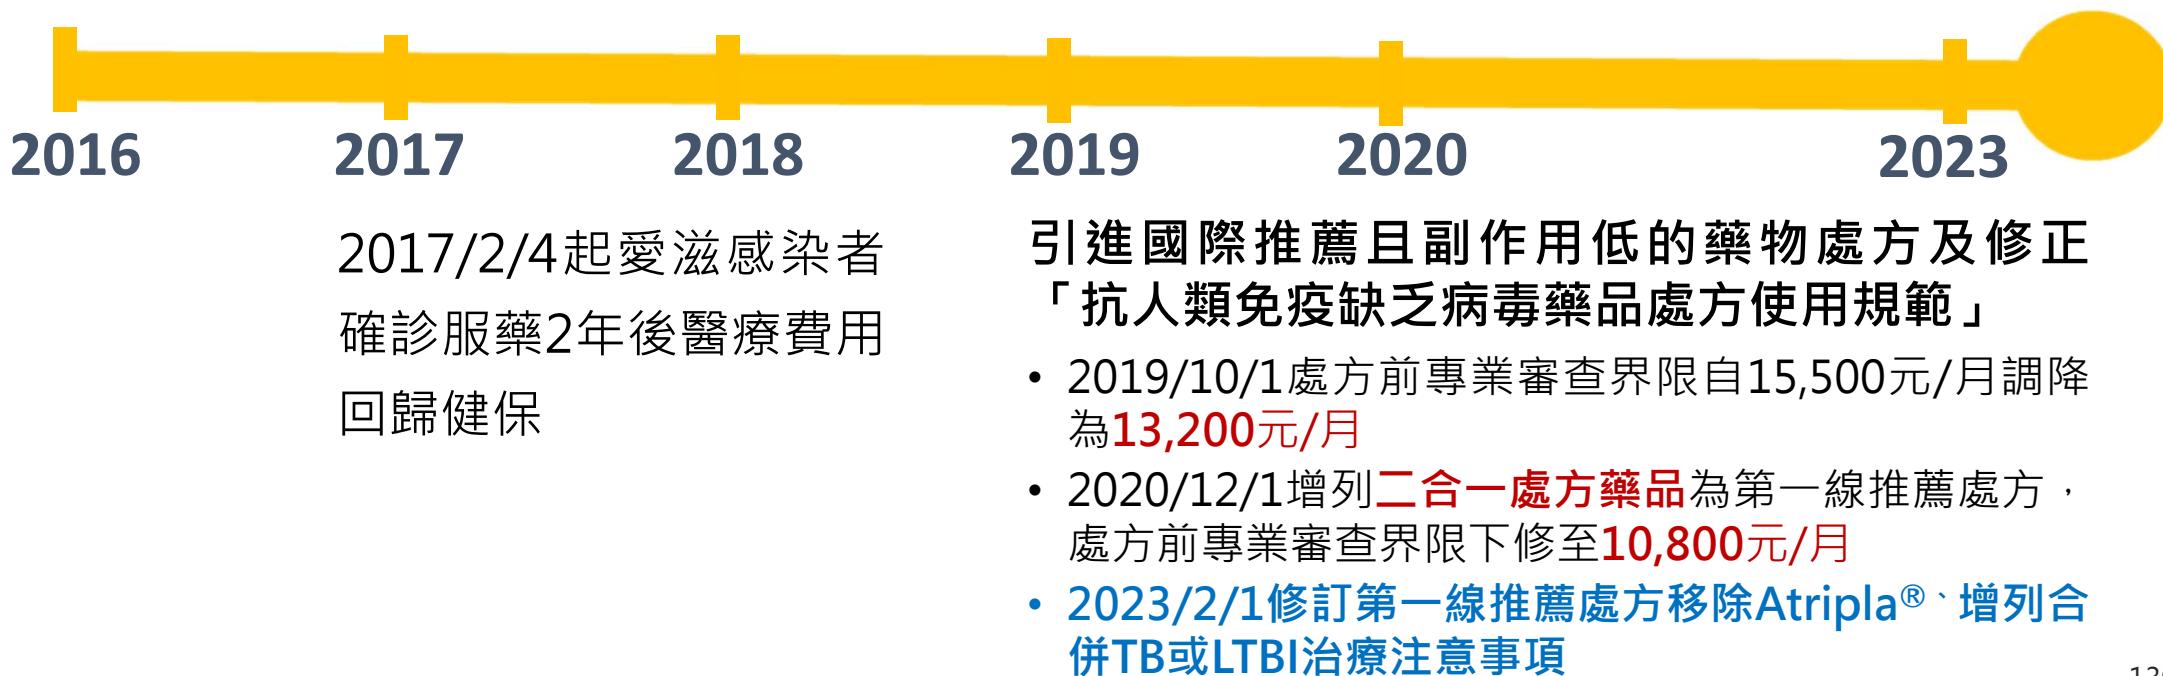 2016 2017 2018 2019 2020 2023
2017/2/4起愛滋感染者
確診服藥2年後醫療費用
回歸健保
引進國際推薦且副作用低的藥物處方及修正
「抗人類免疫缺乏病毒藥品處方使用規範」
• 2019/10/1處方前專業審查界限自15,500元/月調降
為13,200元/月
• 2020/12/1增列二合一處方藥品為第一線推薦處方，
處方前專業審查界限下修至10,800元/月
• 2023/2/1修訂第一線推薦處方移除Atripla®、增列合
併TB或LTBI治療注意事項